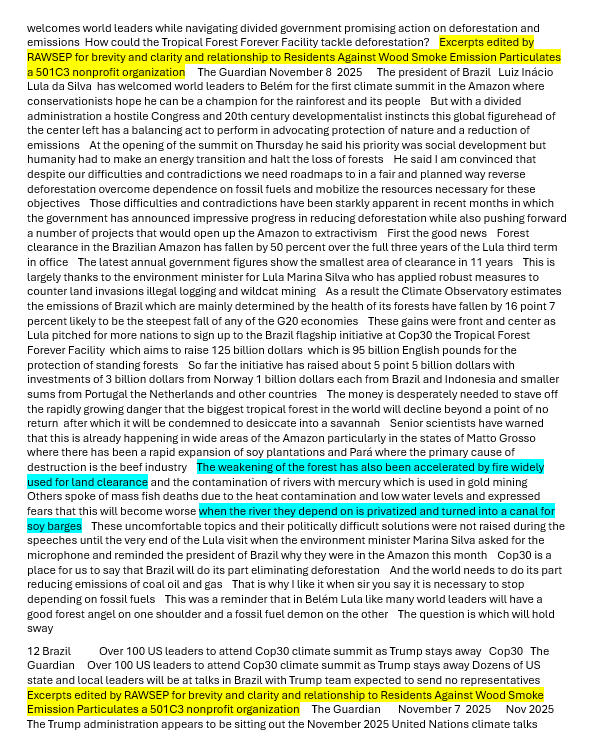 welcomes world leaders while navigating divided government promising action on deforestation and
emissions How could the Tropical Forest Forever Facility tackle deforestation? Excerpts edited by
RAWSEP for brevity and clarity and relationship to Residents Against Wood Smoke Emission Particulates
a 501C3 nonprofit organization The Guardian November 8 2025 The president of Brazil Luiz Inácio
Lula da Silva has welcomed world leaders to Belém for the first climate summit in the Amazon where
conservationists hope he can be a champion for the rainforest and its people But with a divided
administration a hostile Congress and 20th century developmentalist instincts this global figurehead of
the center left has a balancing act to perform in advocating protection of nature and a reduction of
emissions At the opening of the summit on Thursday he said his priority was social development but
humanity had to make an energy transition and halt the loss of forests He said I am convinced that
despite our difficulties and contradictions we need roadmaps to in a fair and planned way reverse
deforestation overcome dependence on fossil fuels and mobilize the resources necessary for these
objectives Those difficulties and contradictions have been starkly apparent in recent months in which
the government has announced impressive progress in reducing deforestation while also pushing forward
a number of projects that would open up the Amazon to extractivism First the good news Forest
clearance in the Brazilian Amazon has fallen by 50 percent over the full three years of the Lula third term
in office The latest annual government figures show the smallest area of clearance in 11 years This is
largely thanks to the environment minister for Lula Marina Silva who has applied robust measures to
counter land invasions illegal logging and wildcat mining As a result the Climate Observatory estimates
the emissions of Brazil which are mainly determined by the health of its forests have fallen by 16 point 7
percent likely to be the steepest fall of any of the G20 economies These gains were front and center as
Lula pitched for more nations to sign up to the Brazil flagship initiative at Cop30 the Tropical Forest
Forever Facility which aims to raise 125 billion dollars which is 95 billion English pounds for the
protection of standing forests So far the initiative has raised about 5 point 5 billion dollars with
investments of 3 billion dollars from Norway 1 billion dollars each from Brazil and Indonesia and smaller
sums from Portugal the Netherlands and other countries The money is desperately needed to stave off
the rapidly growing danger that the biggest tropical forest in the world will decline beyond a point of no
return after which it will be condemned to desiccate into a savannah Senior scientists have warned
that this is already happening in wide areas of the Amazon particularly in the states of Matto Grosso
where there has been a rapid expansion of soy plantations and Pará where the primary cause of
destruction is the beef industry The weakening of the forest has also been accelerated by fire widely
used for land clearance and the contamination of rivers with mercury which is used in gold mining
Others spoke of mass fish deaths due to the heat contamination and low water levels and expressed
fears that this will become worse when the river they depend on is privatized and turned into a canal for
soy barges These uncomfortable topics and their politically difficult solutions were not raised during the
speeches until the very end of the Lula visit when the environment minister Marina Silva asked for the
microphone and reminded the president of Brazil why they were in the Amazon this month Cop30 is a
place for us to say that Brazil will do its part eliminating deforestation And the world needs to do its part
reducing emissions of coal oil and gas That is why I like it when sir you say it is necessary to stop
depending on fossil fuels This was a reminder that in Belém Lula like many world leaders will have a
good forest angel on one shoulder and a fossil fuel demon on the other The question is which will hold
sway
12 Brazil Over 100 US leaders to attend Cop30 climate summit as Trump stays away Cop30 The
Guardian Over 100 US leaders to attend Cop30 climate summit as Trump stays away Dozens of US
state and local leaders will be at talks in Brazil with Trump team expected to send no representatives
Excerpts edited by RAWSEP for brevity and clarity and relationship to Residents Against Wood Smoke
Emission Particulates a 501C3 nonprofit organization The Guardian November 7 2025 Nov 2025
The Trump administration appears to be sitting out the November 2025 United Nations climate talks